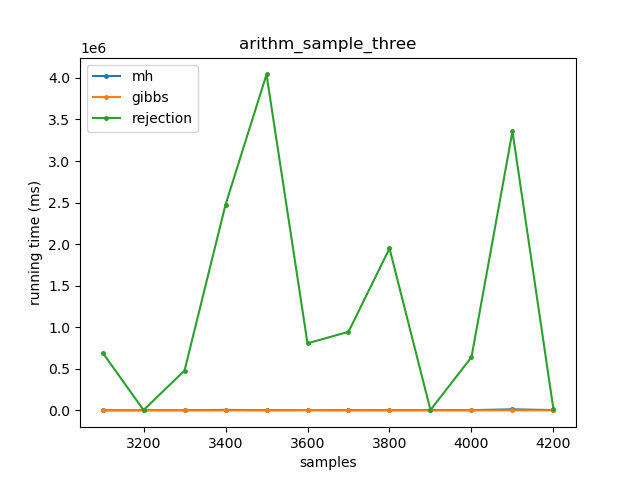 arithm_sample_three
1e6
mh
gibbs
rejection
4.0
3.5
3.0
2.5
2.0
1.5
1.0
0.5
0.0
running time (ms)
3200 3400 3600 3800 4000 4200
samples